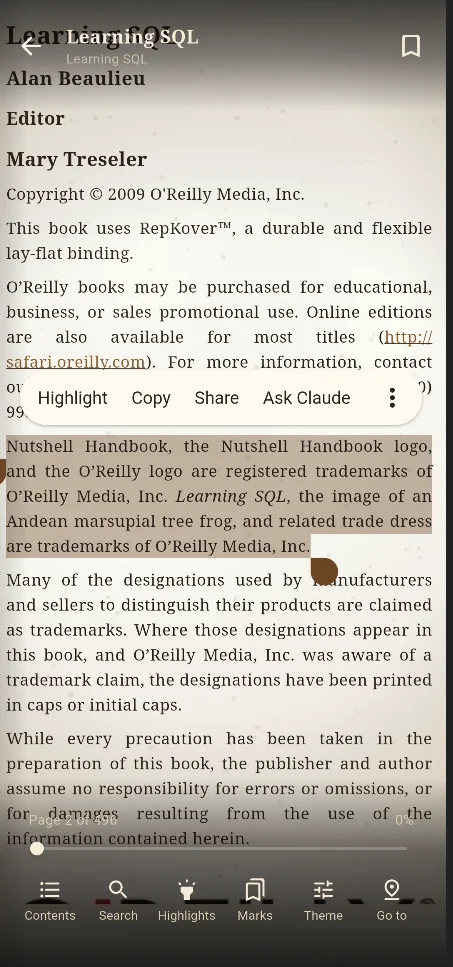 Learning SQL
Learning SQL
Learning SQL
Alan Beaulieu
Editor
Mary Treseler
Copyright © 2009 O'Reilly Media, Inc.
This book uses RepKover™, a durable and flexible
lay-flat binding.
O’Reilly books may be purchased for educational,
business, or sales promotional use. Online editions
are also available for most titles (http://
safari.oreilly.com). For more information, contact
Highlight Copy Share Ask Claude
Nutshell Handbook, the Nutshell Handbook logo,
and the O’Reilly logo are registered trademarks of
O’Reilly Media, Inc. Learning SQL, the image of an
Andean marsupial tree frog, and related trade dress
are trademarks of O’Reilly Media, Inc.
Many of the designations used by manufacturers
and sellers to distinguish their products are claimed
as trademarks. Where those designations appear in
this book, and O’Reilly Media, Inc. was aware of a
trademark claim, the designations have been printed
in caps or initial caps.
While every precaution has been taken in the
preparation of this book, the publisher and author
assume no responsibility for errors or omissions, or
for damages resulting from the use of the
Page 2 of 396 0%
information contained herein.
Contents Search Highlights Marks Theme Go to